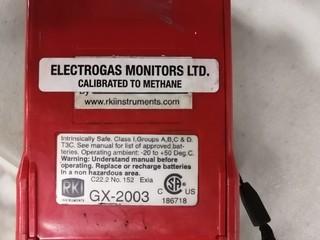 ELECTROGAS MONITORS LTD.
CALIBRATED TO METHANE
by
www.rkiinstruments.com
Intrinsically Safe. Class I,Groups A,B,C & D.
T3C. See manual for list of approved bat-
teries. Operating ambient: -20 to +50 Deg.C.
Warning: Understand manual before
operating. Replace or recharge batteries
In a non hazardous area.
C22.2 No. 152 Exia
RKI
INSTRUMENTS
GX-2003
C US
186718